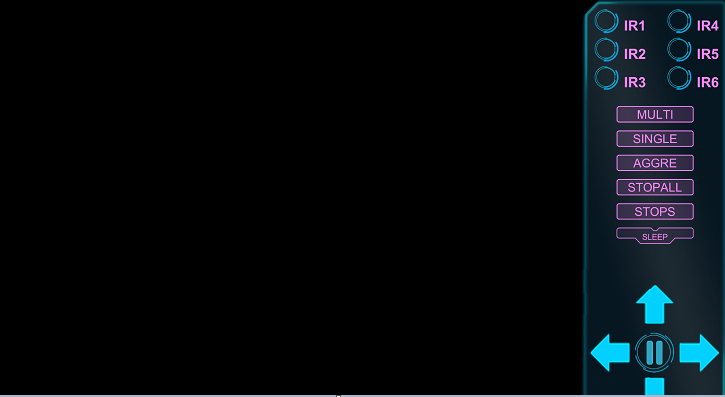 IR1 IR4
IR2 IR5
IR3 IR6
MULTI
SINGLE
AGGRE
STOPALL
STOPS
SLEEP